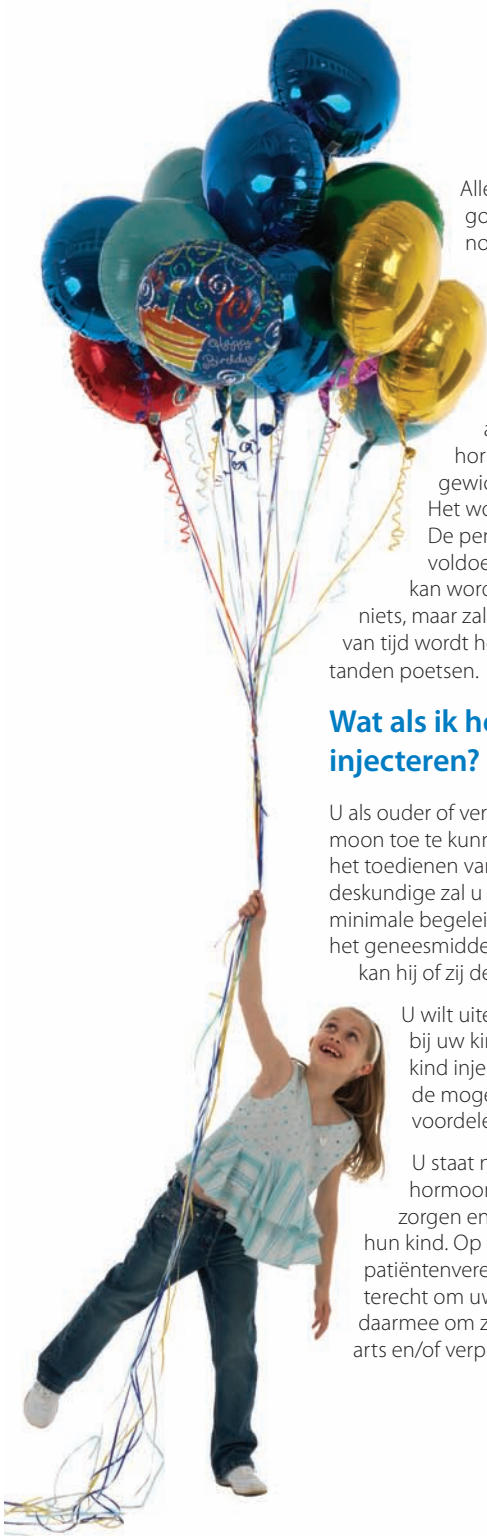 Happy
Birthday
Alle
go
no
a
hor
gewic
Het wo
De per
voldoe
kan word
niets, maar zal
van tijd wordt he
tanden poetsen.
Wat als ik he
injecteren?
U als ouder of ver
moon toe te kunn
het toedienen van
deskundige zal u
minimale begelei
het geneesmidde
kan hij of zij de
U wilt uite
bij uw kin
kind inje
de moge
voordele
U staat n
hormoon
zorgen en
hun kind. Op
patiëntenvere
terecht om uw
daarmee om z
arts en/of verp